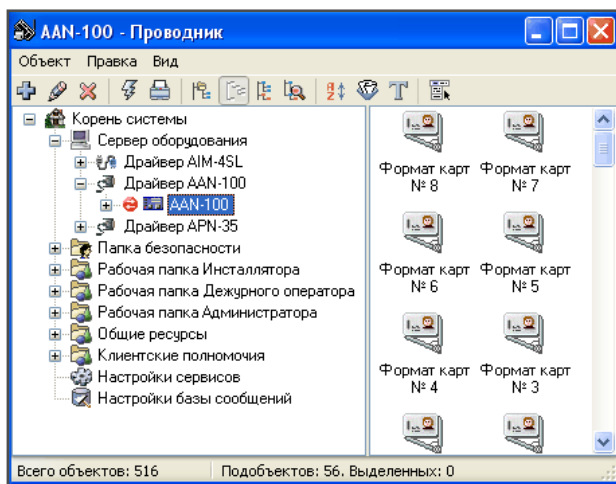 AAN-100 - Проводник
Объект Правка Вид
Корень системы
Сервер оборудования
Драйвер AIM-4SL
Драйвер AAN-100
AAN-100
Драйвер APN-35
Папка безопасности
Рабочая папка Инсталлятора
Рабочая папка Дежурного оператора
Рабочая папка Администратора
Общие ресурсы
Клиентские полномочия
Настройки сервисов
Настройки базы сообщений
Формат карт № 8
Формат карт № 7
Формат карт № 6
Формат карт № 5
Формат карт № 4
Формат карт № 3
Всего объектов: 516
Подобъектов: 56. Выделенных: 0